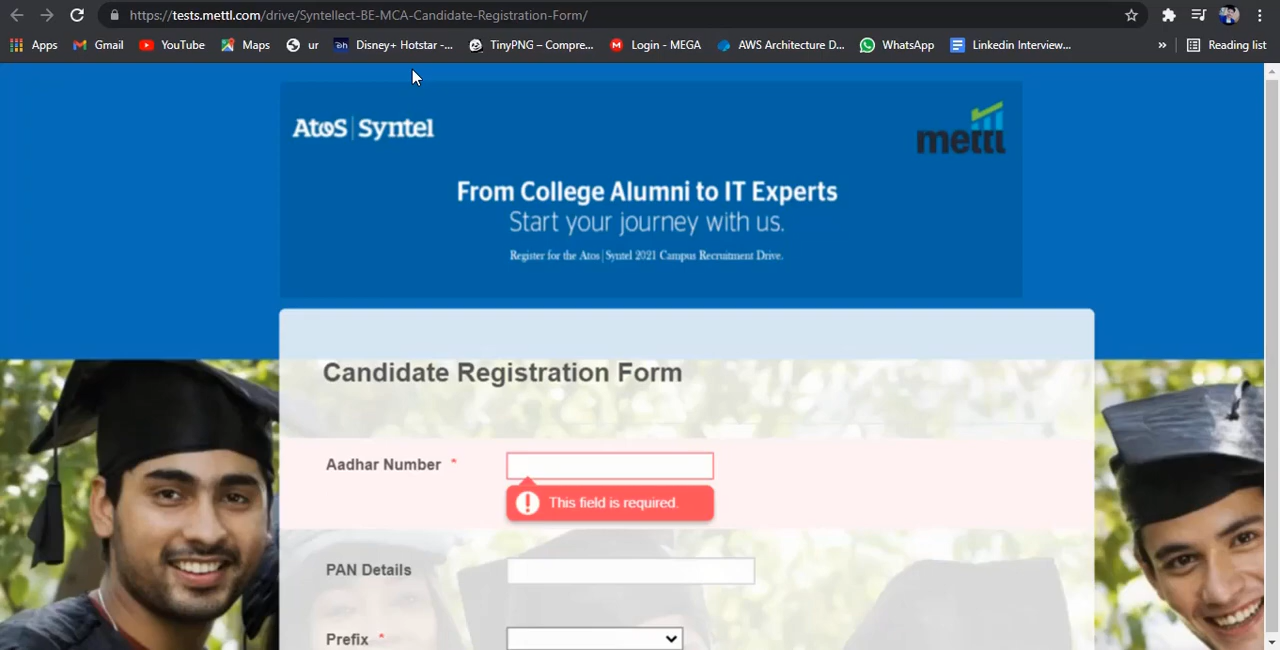 https://tests.mettl.com/drive/Syntellect-BE-MCA-Candidate-Registration-Form/
Apps Gmail YouTube Maps ur Disney+ Hotstar -... TinyPNG – Compre... Login - MEGA AWS Architecture D... WhatsApp Linkedin Interview... » Reading list
AtoS | Syntel mettl
From College Alumni to IT Experts
Start your journey with us.
Register for the Atos | Syntel 2021 Campus Recruitment Drive.
Candidate Registration Form
Aadhar Number *
This field is required.
PAN Details
Prefix *